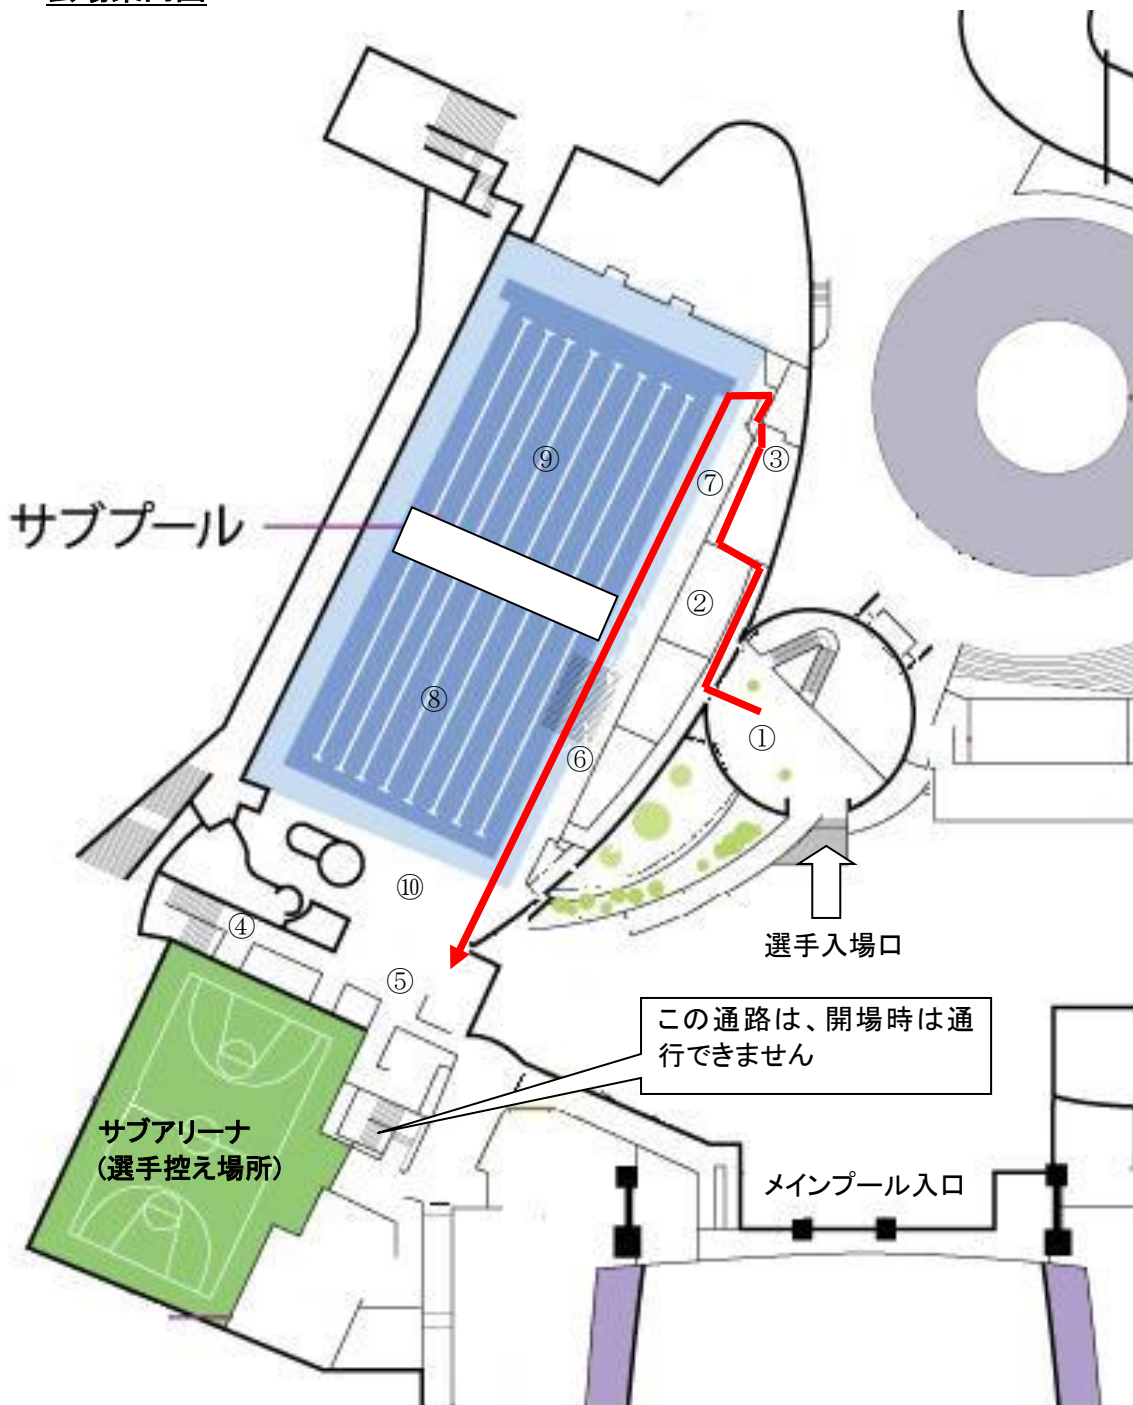 ⑨
③
⑦
サブプール
②
⑧
①
⑥
⑩
④
選手入場口
⑤
この通路は、開場時は通
行できません
サブアリーナ
(選手控え場所)
メインプール入口